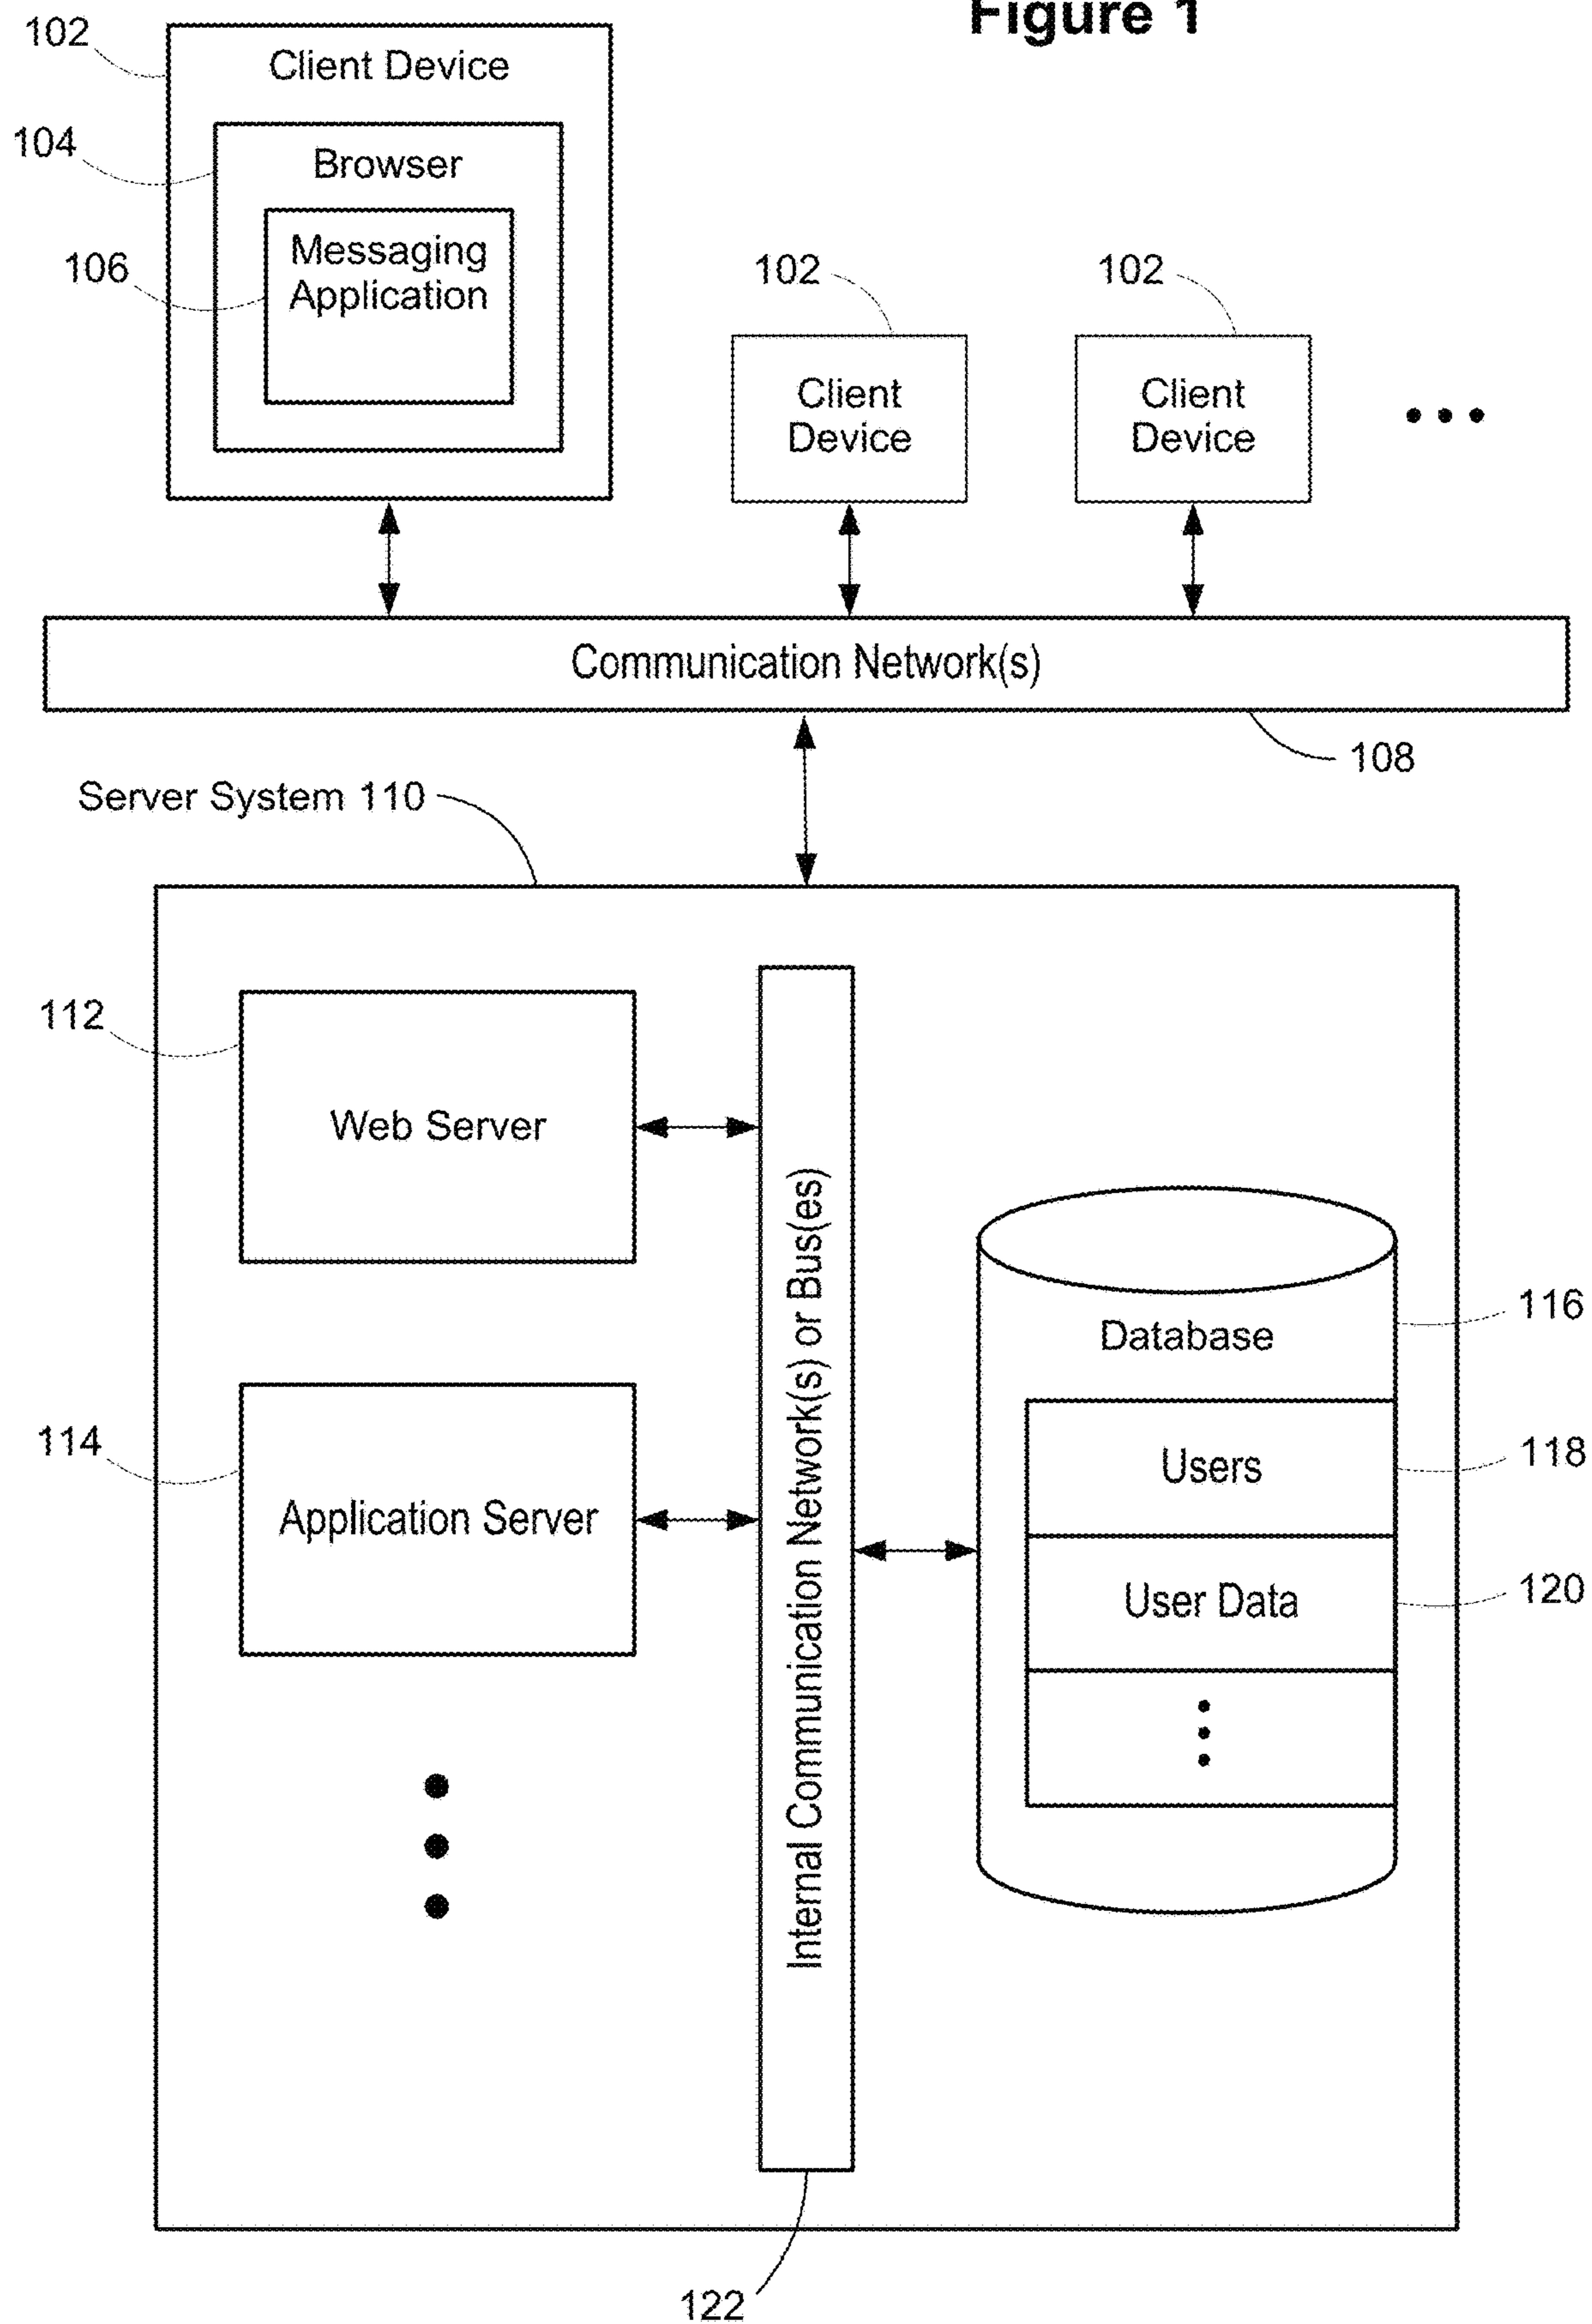 Figure 1
102
Client Device
104
Browser
106
Messaging
Application
102
102
Client
Device
Client
Device
Communication Network(s)
108
Server System 110
112
Web Server
Internal Communication Network(s) or Bus(es)
114
Application Server
Database
116
Users
118
User Data
120
122